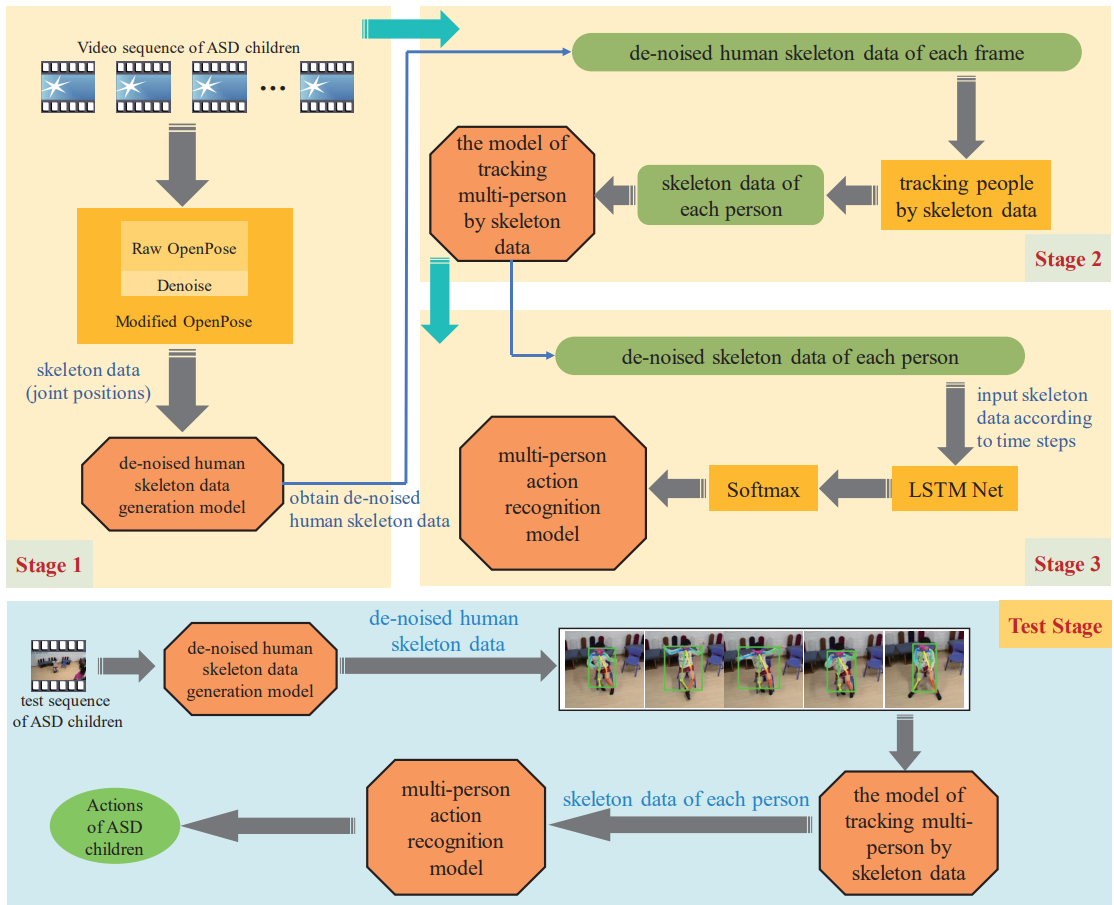 Video sequence of ASD children
...
Raw OpenPose
Denoise
Modified OpenPose
skeleton data
(joint positions)
de-noised human
skeleton data
generation model
obtain de-noised
human skeleton data
Stage 1
de-noised human skeleton data of each frame
tracking people
by skeleton data
skeleton data of
each person
the model of
tracking
multi-person
by skeleton
data
Stage 2
de-noised skeleton data of each person
input skeleton
data according
to time steps
LSTM Net
Softmax
multi-person
action
recognition
model
Stage 3
Test Stage
test sequence
of ASD children
de-noised human
skeleton data
generation model
de-noised human
skeleton data
the model of
tracking multi-
person by
skeleton data
skeleton data of each person
multi-person
action
recognition
model
Actions
of ASD
children